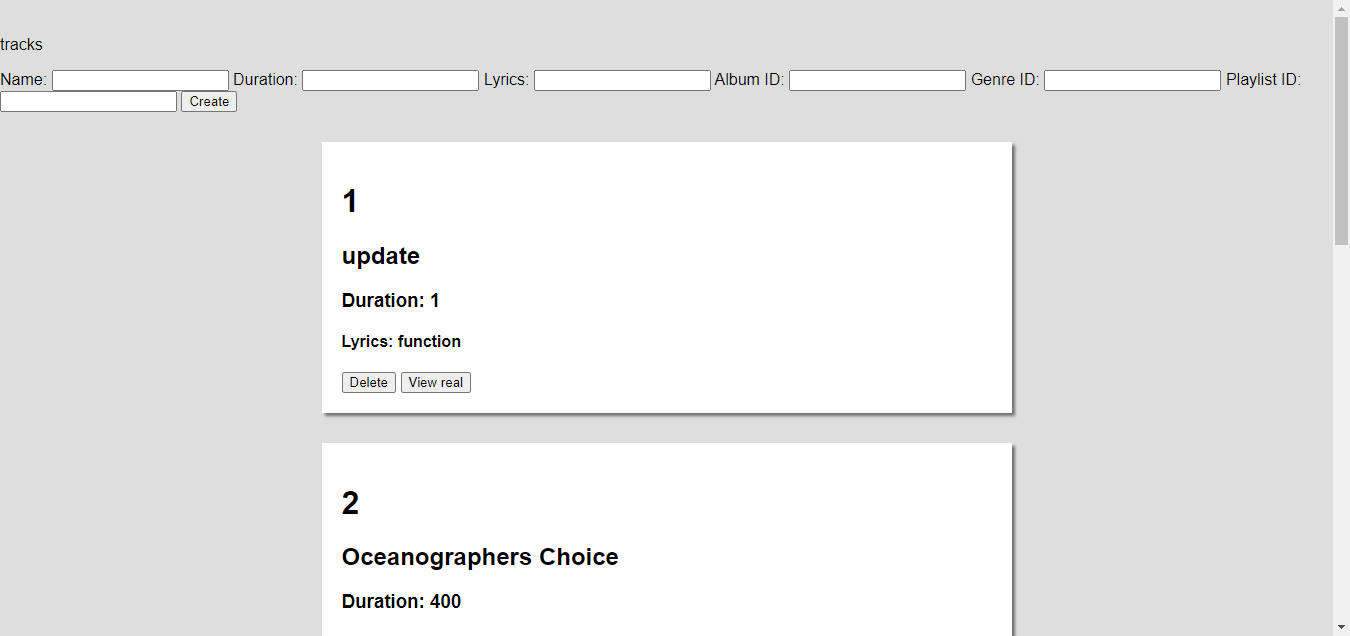 tracks
Name: Duration: Lyrics: Album ID: Genre ID: Playlist ID:
Create
1
update
Duration: 1
Lyrics: function
Delete View real
2
Oceanographers Choice
Duration: 400